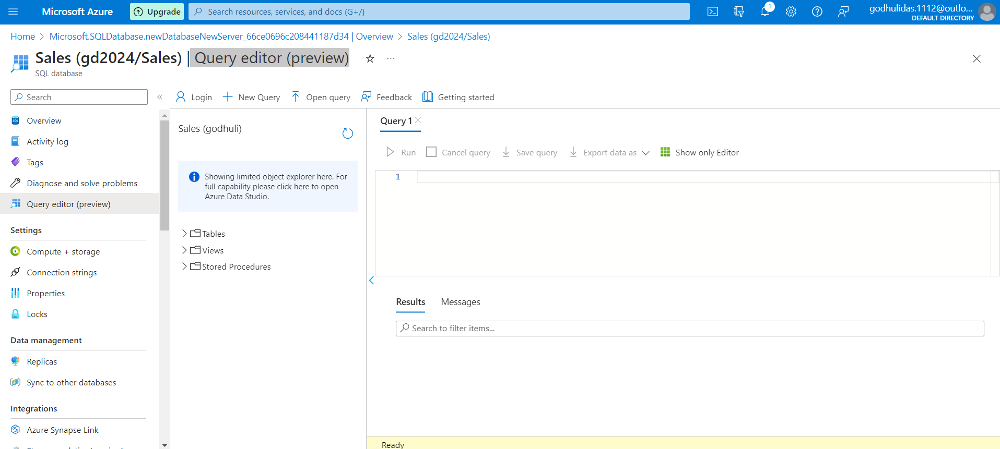 Microsoft Azure
Upgrade
Search resources, services, and docs (G+/)
1
godhulidas.1112@outlo...
DEFAULT DIRECTORY
Home > Microsoft.SQLDatabase.newDatabaseNewServer_66ce0696c208441187d34 | Overview > Sales (gd2024/Sales)
Sales (gd2024/Sales) | Query editor (preview)
SQL database
Search
Login
New Query
Open query
Feedback
Getting started
Overview
Activity log
Tags
Diagnose and solve problems
Query editor (preview)
Settings
Compute + storage
Connection strings
Properties
Locks
Data management
Replicas
Sync to other databases
Integrations
Azure Synapse Link
Sales (godhuli)
Showing limited object explorer here. For
full capability please click here to open
Azure Data Studio.
Tables
Views
Stored Procedures
Query 1
Run
Cancel query
Save query
Export data as
Show only Editor
1
Results
Messages
Search to filter items...
Ready